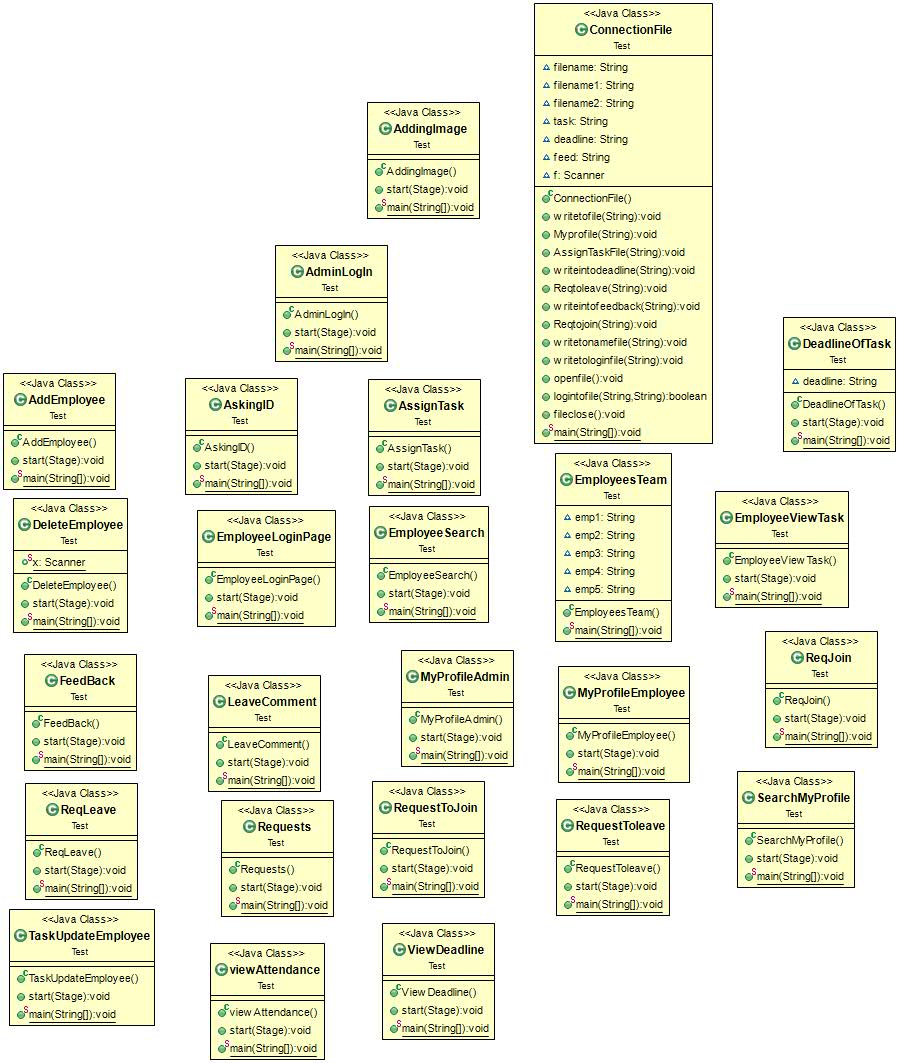 <<Java Class>>
ConnectionFile
Test
filename: String
filename1: String
filename2: String
task: String
deadline: String
feed: String
f: Scanner
ConnectionFile()
writetofile(String):void
Myprofile(String):void
AssignTaskFile(String):void
writeintodeadline(String):void
Reqtoleave(String):void
writeintofeedback(String):void
Reqtojoin(String):void
writetonamefile(String):void
writetologinfile(String):void
openfile():void
logintofile(String,String):boolean
fileclose():void
main(String[]):void
<<Java Class>>
AddingImage
Test
AddingImage()
start(Stage):void
main(String[]):void
<<Java Class>>
AdminLogIn
Test
AdminLogIn()
start(Stage):void
main(String[]):void
<<Java Class>>
DeadlineOfTask
Test
deadline: String
DeadlineOfTask()
start(Stage):void
main(String[]):void
<<Java Class>>
AddEmployee
Test
AddEmployee()
start(Stage):void
main(String[]):void
<<Java Class>>
AskingID
Test
AskingID()
start(Stage):void
main(String[]):void
<<Java Class>>
AssignTask
Test
AssignTask()
start(Stage):void
main(String[]):void
<<Java Class>>
DeleteEmployee
Test
x: Scanner
DeleteEmployee()
start(Stage):void
main(String[]):void
<<Java Class>>
EmployeeLoginPage
Test
EmployeeLoginPage()
start(Stage):void
main(String[]):void
<<Java Class>>
EmployeeSearch
Test
EmployeeSearch()
start(Stage):void
main(String[]):void
<<Java Class>>
EmployeesTeam
Test
emp1: String
emp2: String
emp3: String
emp4: String
emp5: String
EmployeesTeam()
main(String[]):void
<<Java Class>>
EmployeeViewTask
Test
EmployeeViewTask()
start(Stage):void
main(String[]):void
<<Java Class>>
FeedBack
Test
FeedBack()
start(Stage):void
main(String[]):void
<<Java Class>>
LeaveComment
Test
LeaveComment()
start(Stage):void
main(String[]):void
<<Java Class>>
MyProfileAdmin
Test
MyProfileAdmin()
start(Stage):void
main(String[]):void
<<Java Class>>
MyProfileEmployee
Test
MyProfileEmployee()
start(Stage):void
main(String[]):void
<<Java Class>>
ReqJoin
Test
ReqJoin()
start(Stage):void
main(String[]):void
<<Java Class>>
ReqLeave
Test
ReqLeave()
start(Stage):void
main(String[]):void
<<Java Class>>
Requests
Test
Requests()
start(Stage):void
main(String[]):void
<<Java Class>>
RequestToJoin
Test
RequestToJoin()
start(Stage):void
main(String[]):void
<<Java Class>>
RequestToleave
Test
RequestToleave()
start(Stage):void
main(String[]):void
<<Java Class>>
SearchMyProfile
Test
SearchMyProfile()
start(Stage):void
main(String[]):void
<<Java Class>>
TaskUpdateEmployee
Test
TaskUpdateEmployee()
start(Stage):void
main(String[]):void
<<Java Class>>
viewAttendance
Test
viewAttendance()
start(Stage):void
main(String[]):void
<<Java Class>>
ViewDeadline
Test
ViewDeadline()
start(Stage):void
main(String[]):void